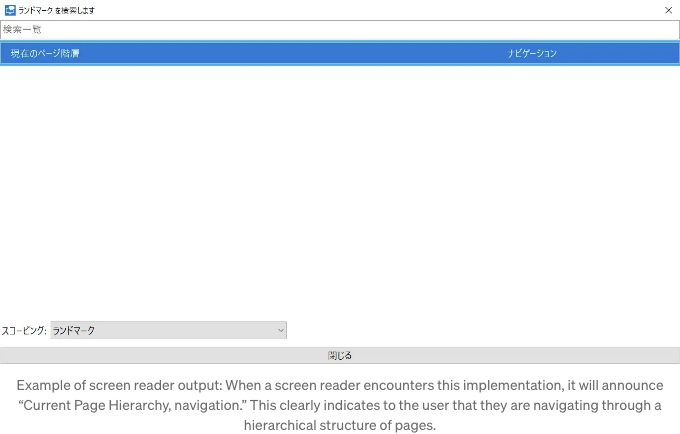 ランドマーク を検索します
検索一覧
現在のページ階層 ナビゲーション
スコーピング: ランドマーク
閉じる
Example of screen reader output: When a screen reader encounters this implementation, it will announce
“Current Page Hierarchy, navigation.” This clearly indicates to the user that they are navigating through a
hierarchical structure of pages.